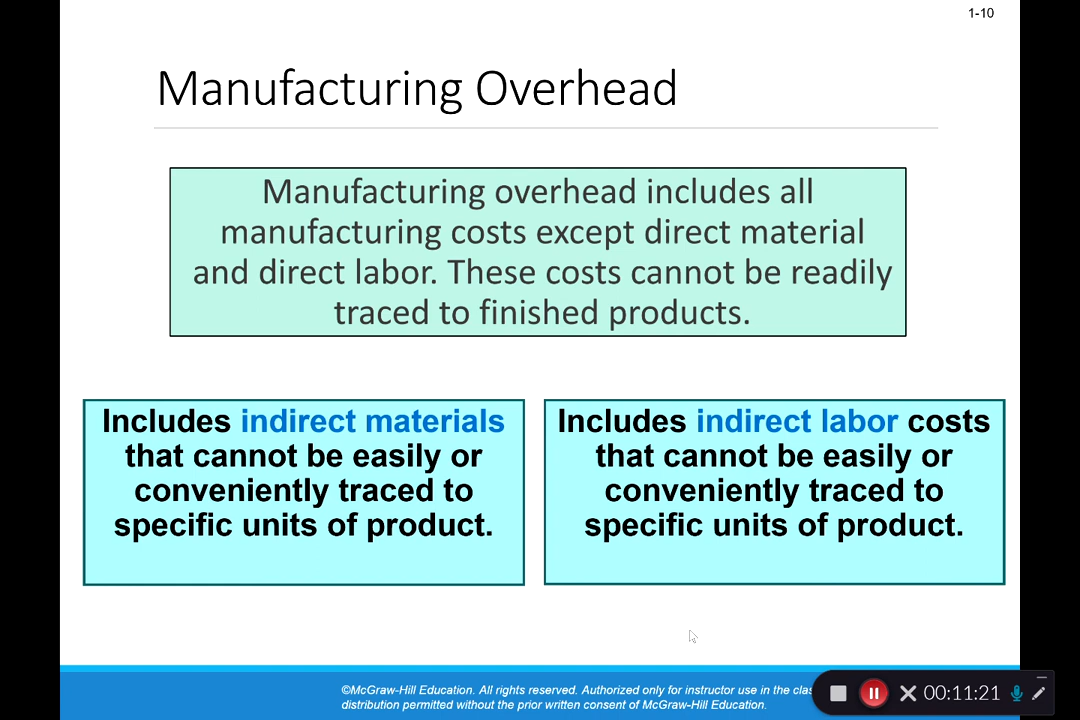 1-10
Manufacturing Overhead
Manufacturing overhead includes all
manufacturing costs except direct material
and direct labor. These costs cannot be readily
traced to finished products.
Includes indirect materials
that cannot be easily or
conveniently traced to
specific units of product.
Includes indirect labor costs
that cannot be easily or
conveniently traced to
specific units of product.
©McGraw-Hill Education. All rights reserved. Authorized only for instructor use in the
distribution permitted without the prior written consent of McGraw-Hill Education.
00:11:21